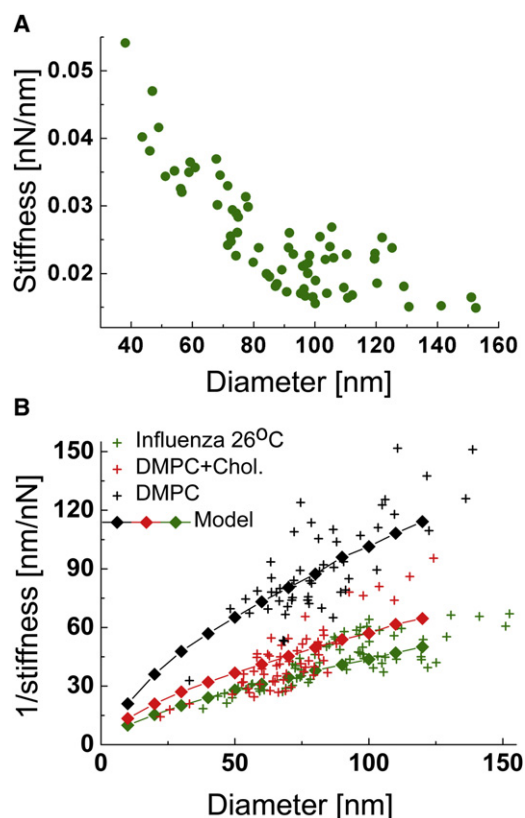 A
Stiffness [nN/nm]
0.05
0.04
0.03
0.02
40 60 80 100 120 140 160
Diameter [nm]
B
1/stiffness [nm/nN]
150
120
90
60
30
0
Influenza 26ºC
DMPC+Chol.
DMPC
Model
0 50 100 150
Diameter [nm]